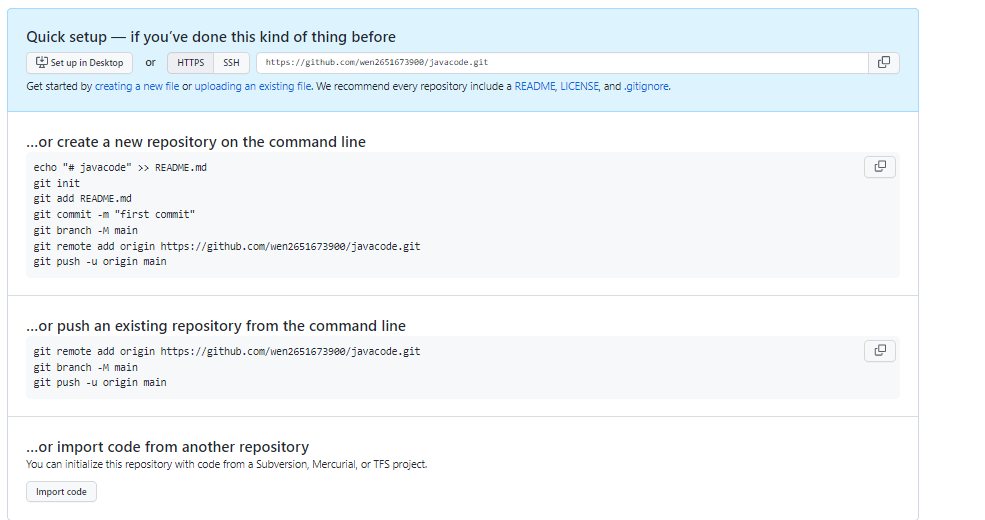 Quick setup — if you've done this kind of thing before
Set up in Desktop or HTTPS SSH https://github.com/wen2651673900/javacode.git
Get started by creating a new file or uploading an existing file. We recommend every repository include a README, LICENSE, and .gitignore.
...or create a new repository on the command line
echo "# javacode" >> README.md
git init
git add README.md
git commit -m "first commit"
git branch -M main
git remote add origin https://github.com/wen2651673900/javacode.git
git push -u origin main
...or push an existing repository from the command line
git remote add origin https://github.com/wen2651673900/javacode.git
git branch -M main
git push -u origin main
...or import code from another repository
You can initialize this repository with code from a Subversion, Mercurial, or TFS project.
Import code